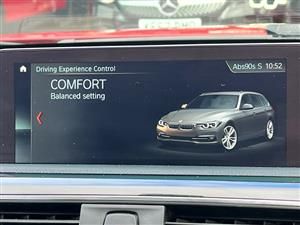 Driving Experience Control
Abs90s S 10:52
COMFORT
Balanced setting